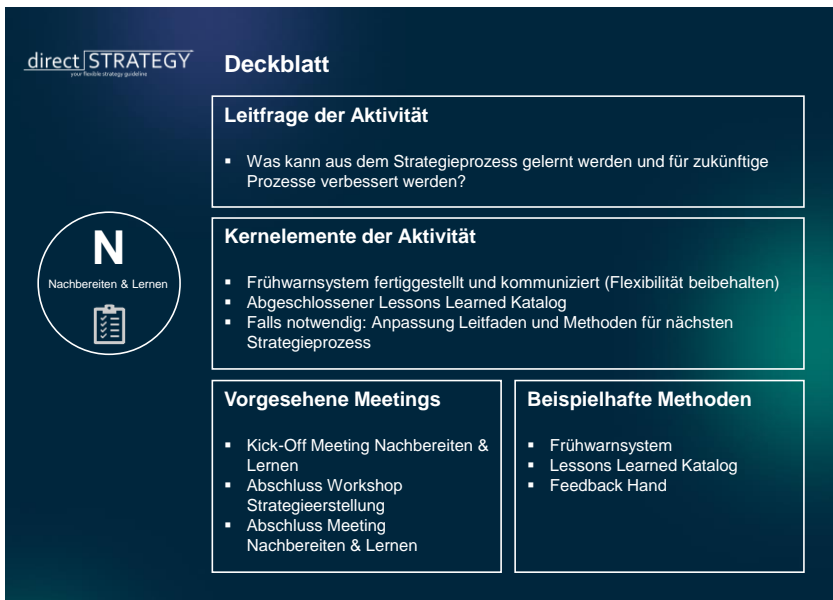 direct STRATEGY
your flexible strategy guideline
Deckblatt
Leitfrage der Aktivität
▪ Was kann aus dem Strategieprozess gelernt werden und für zukünftige
Prozesse verbessert werden?
N
Nachbereiten & Lernen
Kernelemente der Aktivität
▪ Frühwarnsystem fertiggestellt und kommuniziert (Flexibilität beibehalten)
▪ Abgeschlossener Lessons Learned Katalog
▪ Falls notwendig: Anpassung Leitfaden und Methoden für nächsten
Strategieprozess
Vorgesehene Meetings
▪ Kick-Off Meeting Nachbereiten &
Lernen
▪ Abschluss Workshop
Strategieerstellung
▪ Abschluss Meeting
Nachbereiten & Lernen
Beispielhafte Methoden
▪ Frühwarnsystem
▪ Lessons Learned Katalog
▪ Feedback Hand